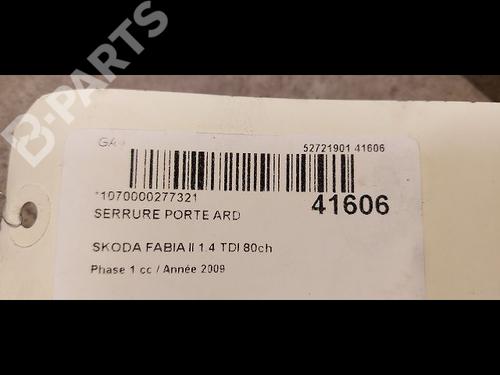 B-PARTS
52721901 41606
*1070000277321
41606
SERRURE PORTE ARD
SKODA FABIA II 1.4 TDI 80ch
Phase 1 cc / Année 2009